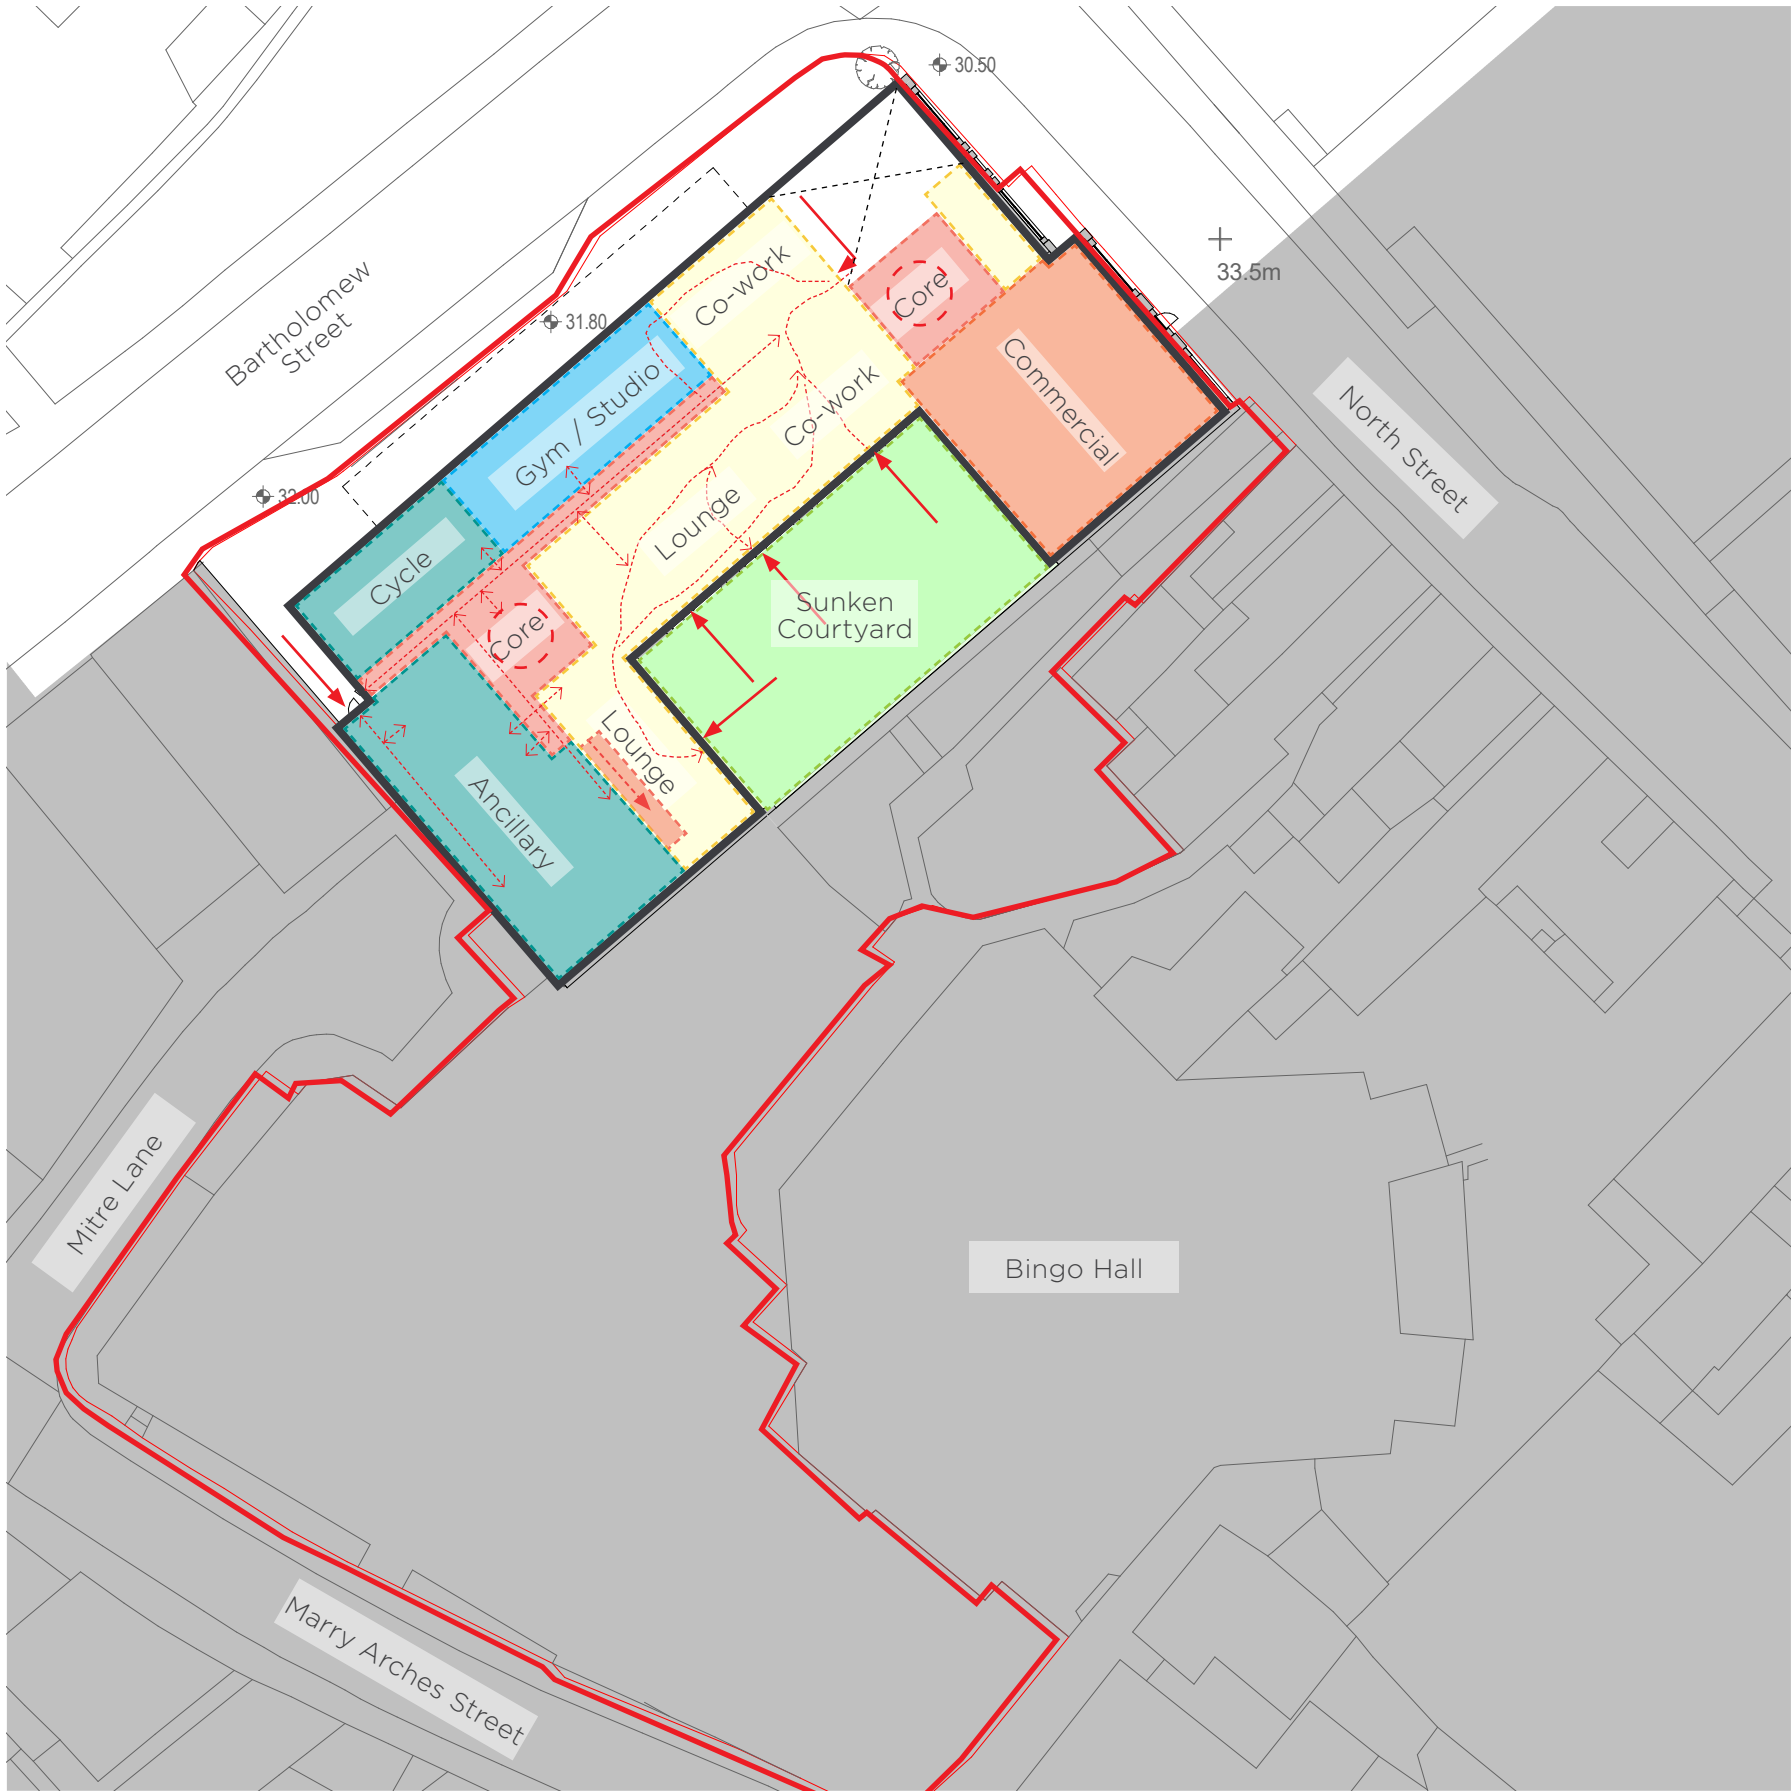 30.50
33.5m
Bartholomew
Street
31.80
32.00
Co-work
Core
Gym / Studio
Co-work
Commercial
North Street
Cycle
Lounge
Sunken
Courtyard
Core
Lounge
Ancillary
Mitre Lane
Bingo Hall
Marry Arches Street